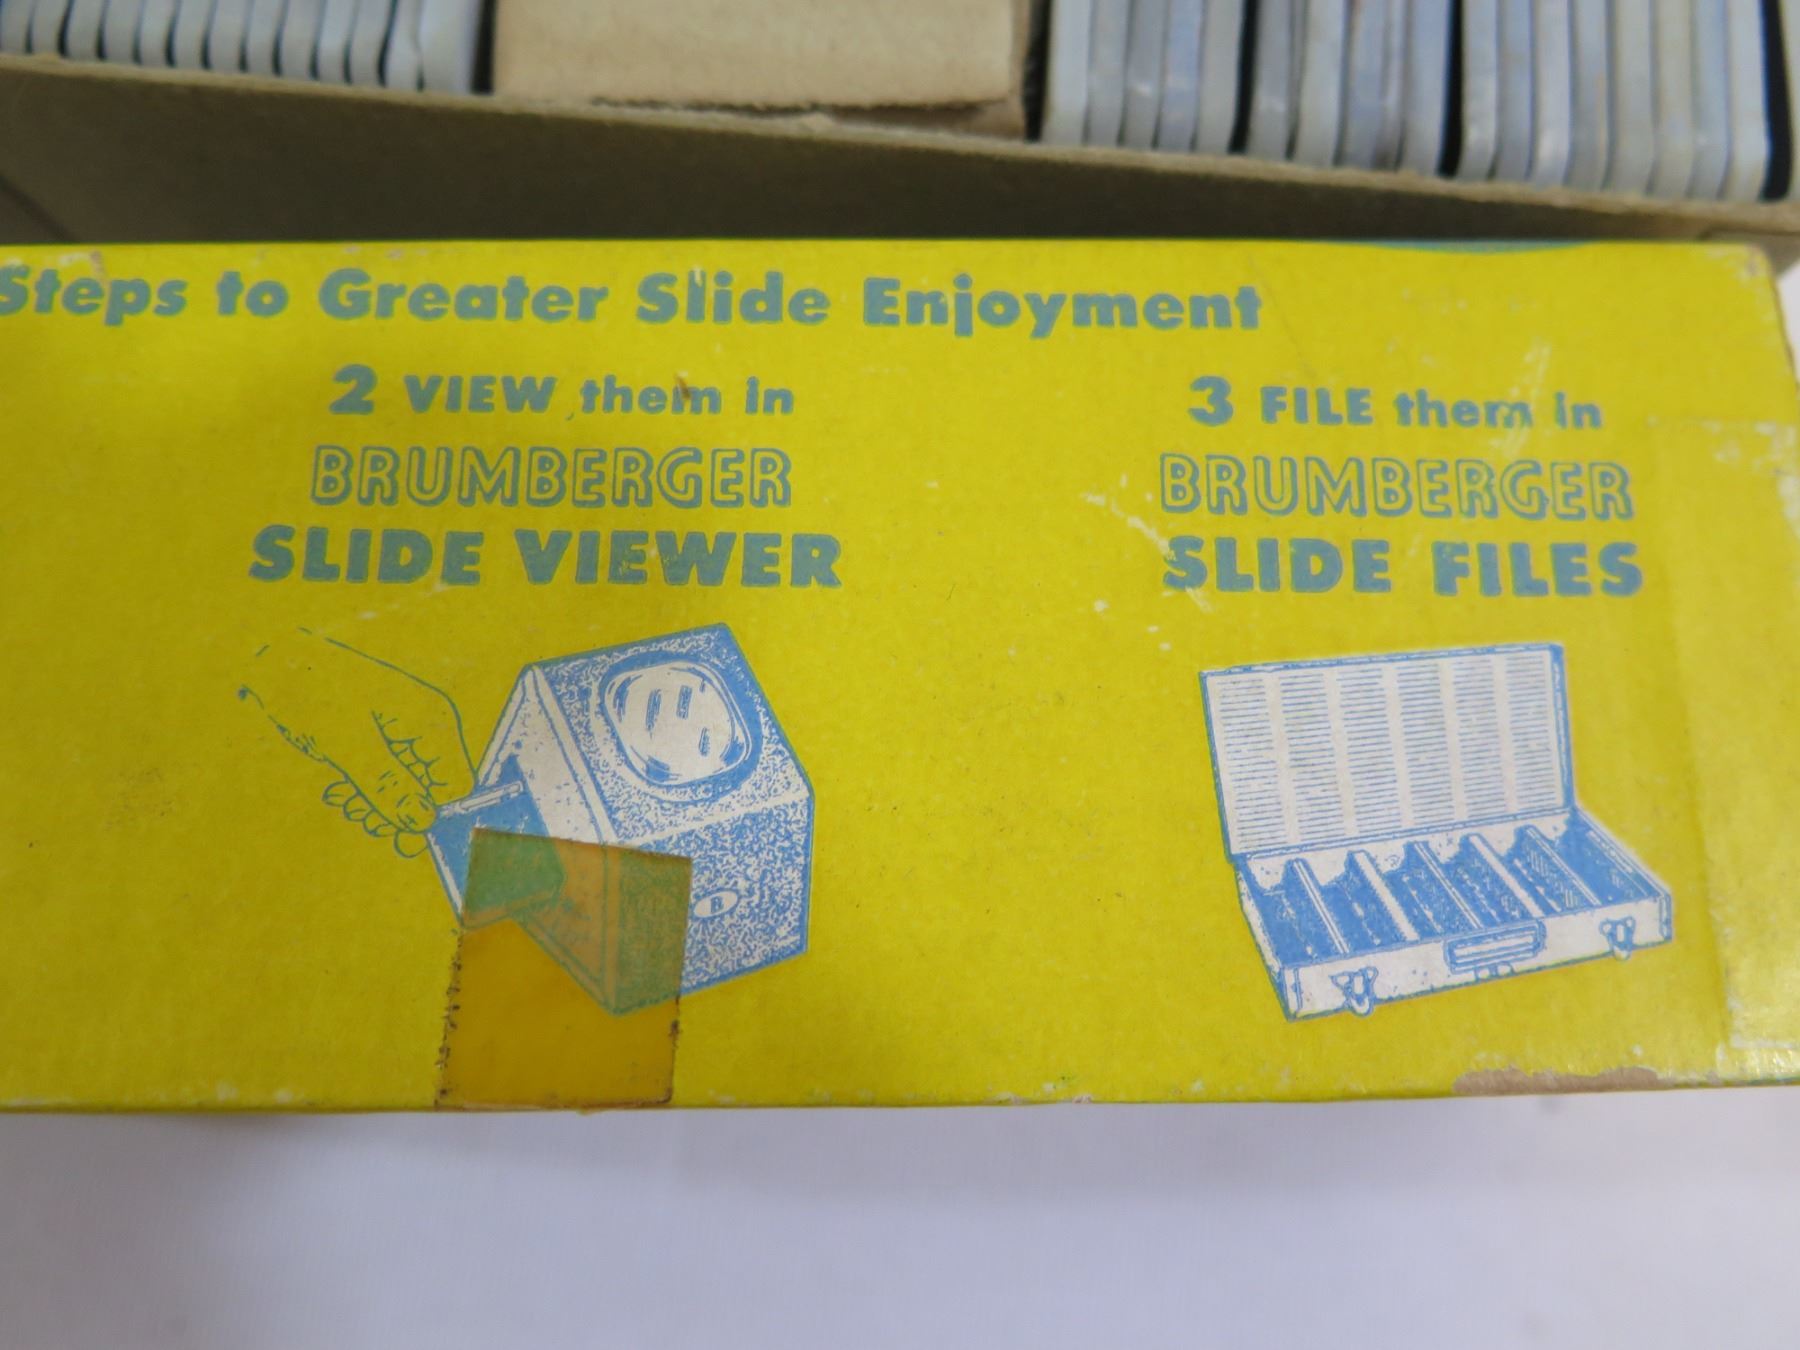 Steps to Greater Slide Enjoyment
2 VIEW them in
BRUMBERGER
SLIDE VIEWER
3 FILE them in
BRUMBERGER
SLIDE FILES
B